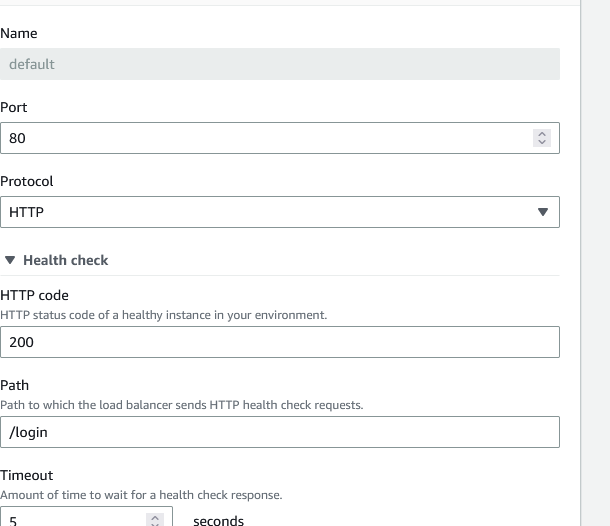 Name
default
Port
80
Protocol
HTTP
Health check
HTTP code
HTTP status code of a healthy instance in your environment.
200
Path
Path to which the load balancer sends HTTP health check requests.
/login
Timeout
Amount of time to wait for a health check response.
5 seconds